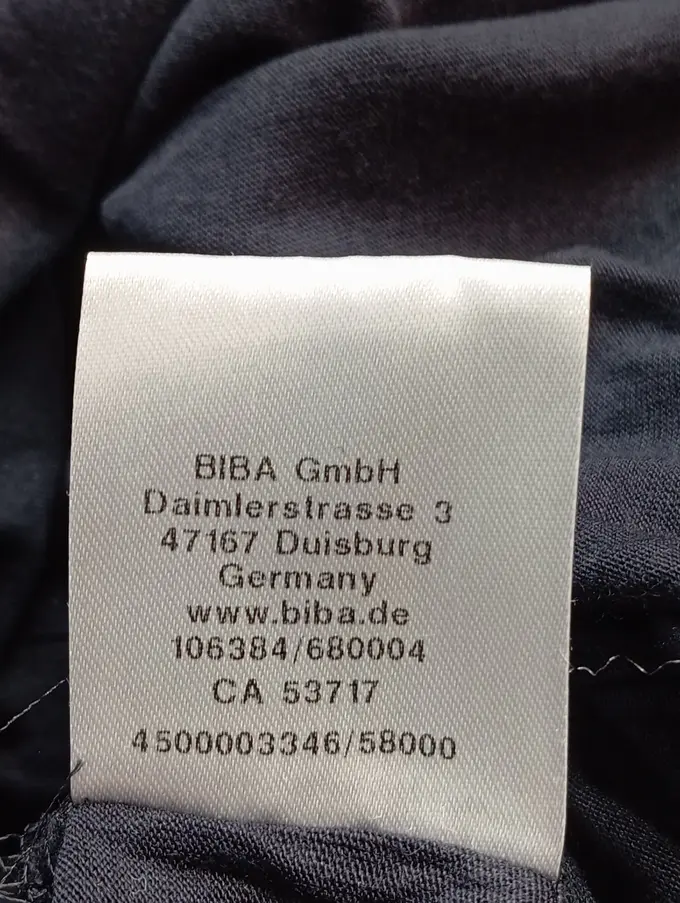 BIBA GmbH
Daimlerstrasse 3
47167 Duisburg
Germany
www.biba.de
106384/680004
CA 53717
4500003346/58000